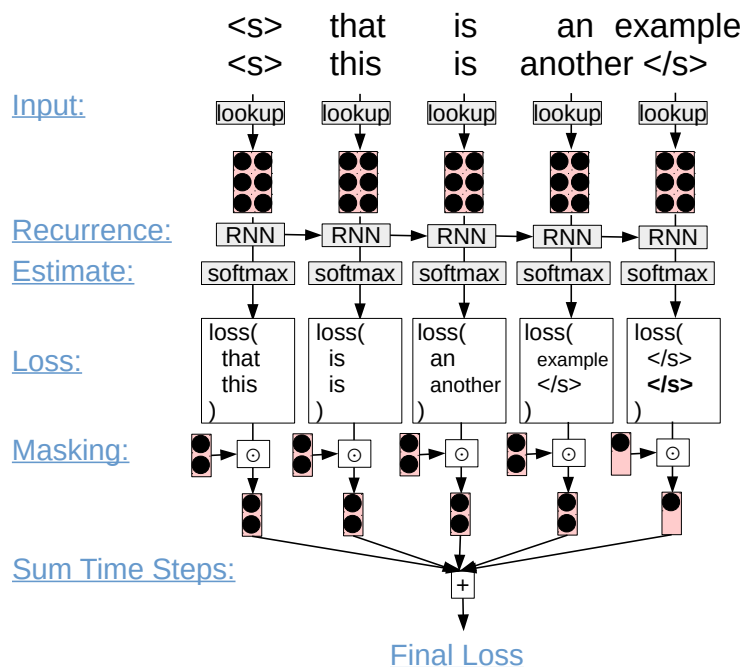 <s> that is an example
<s> this is another </s>
Input: lookup lookup lookup lookup lookup
Recurrence: RNN RNN RNN RNN RNN
Estimate: softmax softmax softmax softmax softmax
loss( loss( loss( loss( loss(
Loss: that is an example </s>
this is another </s> </s>
) ) ) ) )
Masking: ⊙ ⊙ ⊙ ⊙ ⊙
Sum Time Steps: +
Final Loss